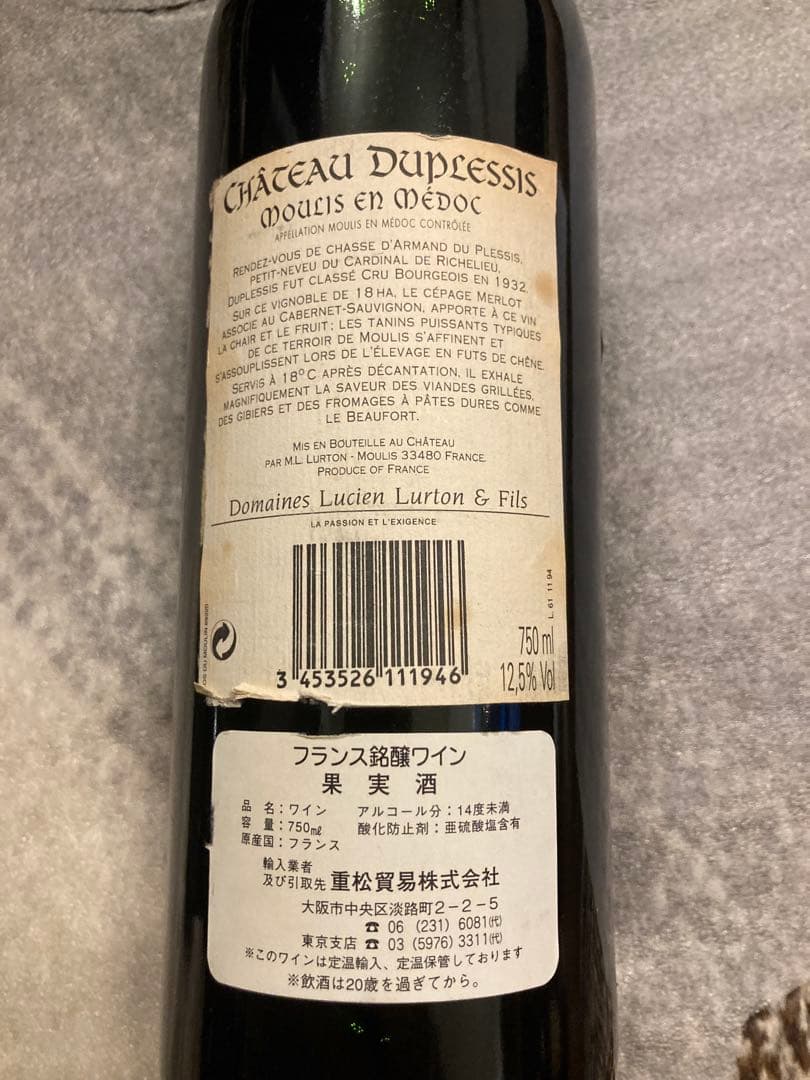 CHÂTEAU DUPLESSIS
MOULIS EN MÉDOC
APPELLATION MOULIS EN MÉDOC CONTRÔLÉE
RENDEZ-VOUS DE CHASSE D'ARMAND DU PLESSIS,
PETIT-NEVEU DU CARDINAL DE RICHELIEU,
DUPLESSIS FUT CLASSÉ CRU BOURGEOIS EN 1932.
SUR CE VIGNOBLE DE 18 HA, LE CÉPAGE MERLOT
ASSOCIE AU CABERNET-SAUVIGNON, APPORTE À CE VIN
LA CHAIR ET LE FRUIT; LES TANINS PUISSANTS TYPIQUES
DE CE TERROIR DE MOULIS S'AFFINENT ET
S'ASSOUPLISSENT LORS DE L'ÉLEVAGE EN FUTS DE CHÊNE.
SERVIS À 18°C APRÈS DÉCANTATION, IL EXHALE
MAGNIFIQUEMENT LA SAVEUR DES VIANDES GRILLÉES,
DES GIBIERS ET DES FROMAGES À PÂTES DURES COMME
LE BEAUFORT.
MIS EN BOUTEILLE AU CHÂTEAU
PAR M.L. LURTON - MOULIS 33480 FRANCE
PRODUCE OF FRANCE
Domaines Lucien Lurton & Fils
LA PASSION ET L'EXIGENCE
L. 61 11 94
DU MOULIN
750 ml
12,5% Vol
3 453526 111946
フランス銘醸ワイン
果実酒
品名：ワイン アルコール分：14度未満
容量：750㎖ 酸化防止剤：亜硫酸塩含有
原産国：フランス
輸入業者
及び引取先 重松貿易株式会社
大阪市中央区淡路町2－2－5
☎ 06 (231) 6081㈹
東京支店 ☎ 03 (5976) 3311㈹
※このワインは定温輸入、定温保管しております
※飲酒は20歳を過ぎてから。